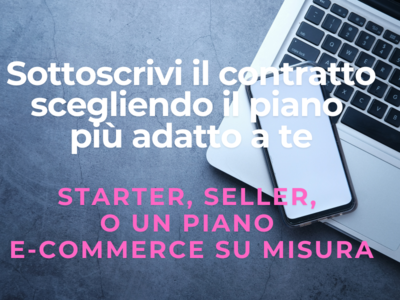 Sottoscrivi il contratto
scegliendo il piano
più adatto a te
STARTER, SELLER,
O UN PIANO
E-COMMERCE SU MISURA